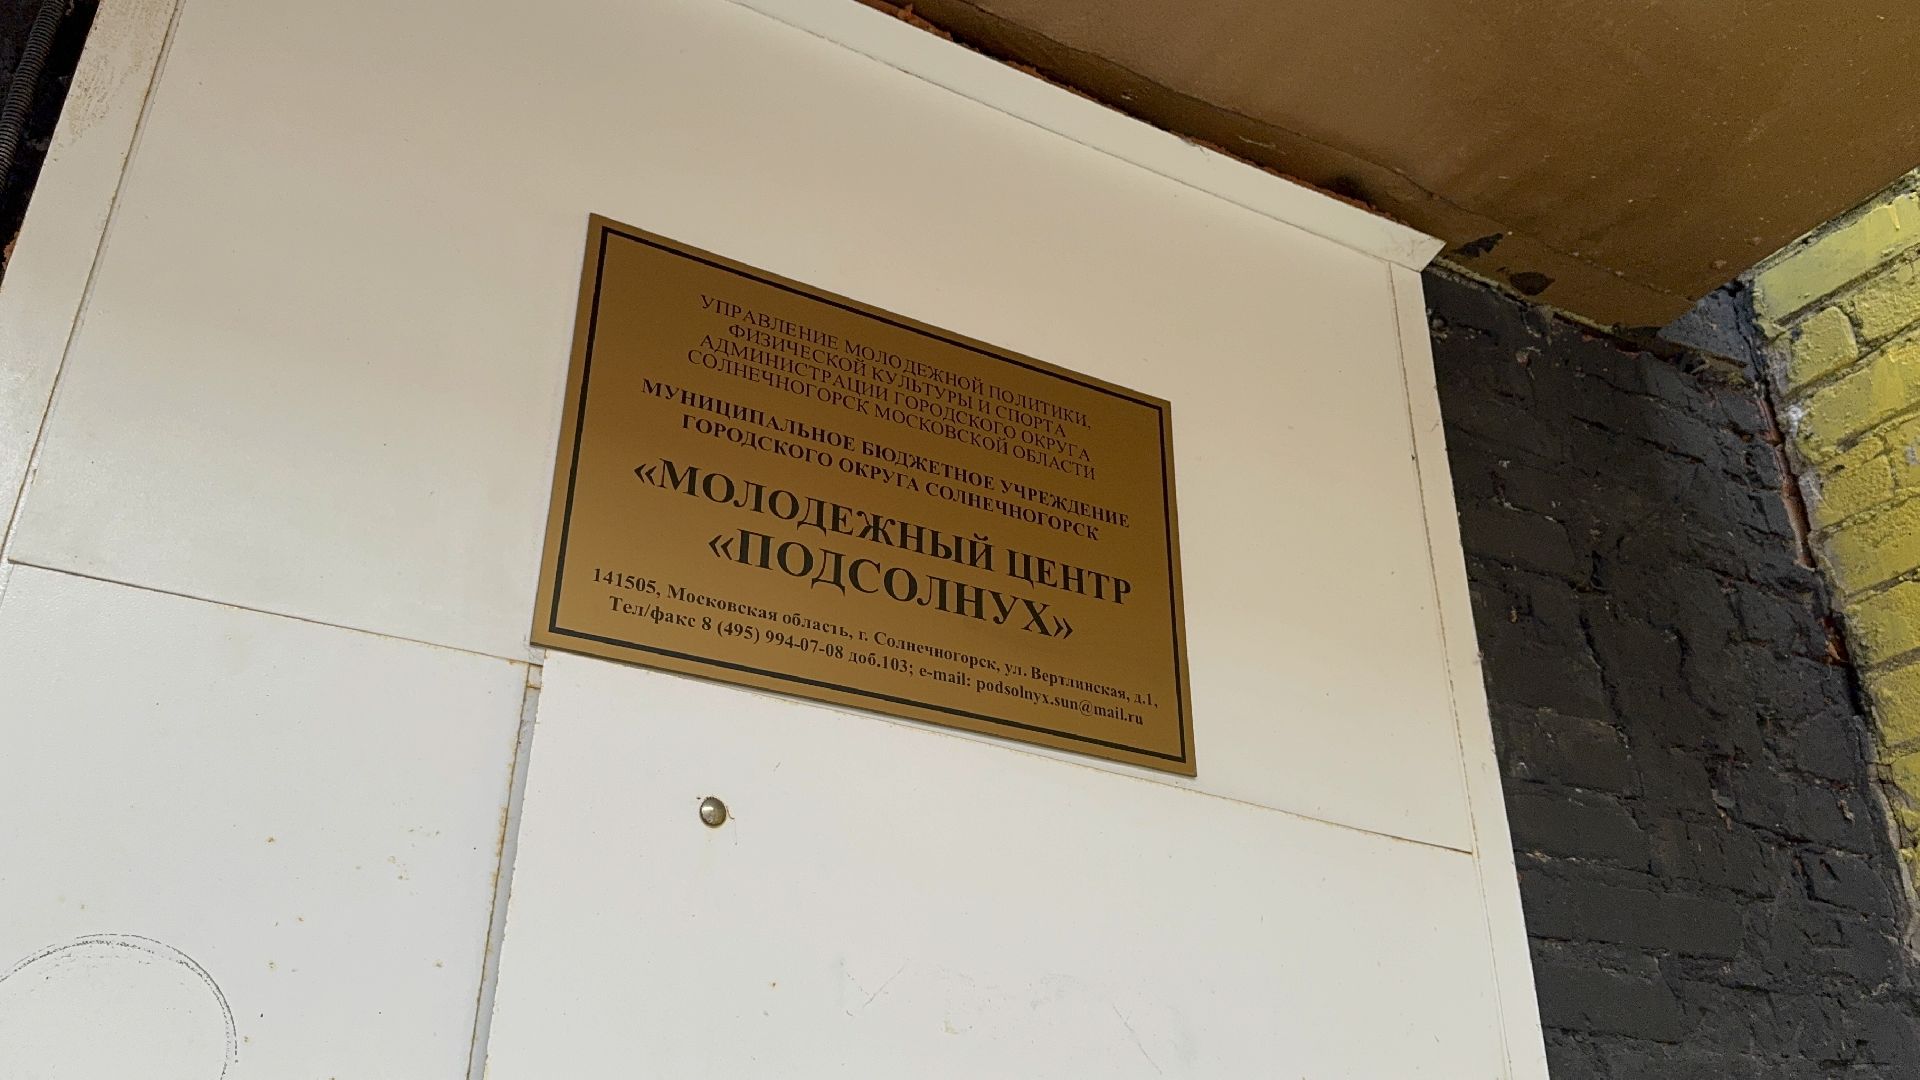 УПРАВЛЕНИЕ МОЛОДЕЖНОЙ ПОЛИТИКИ,
ФИЗИЧЕСКОЙ КУЛЬТУРЫ И СПОРТА
АДМИНИСТРАЦИИ ГОРОДСКОГО ОКРУГА
СОЛНЕЧНОГОРСК МОСКОВСКОЙ ОБЛАСТИ
МУНИЦИПАЛЬНОЕ БЮДЖЕТНОЕ УЧРЕЖДЕНИЕ
ГОРОДСКОГО ОКРУГА СОЛНЕЧНОГОРСК
«МОЛОДЕЖНЫЙ ЦЕНТР
«ПОДСОЛНУХ»
141505, Московская область, г. Солнечногорск, ул. Вертлинская, д.1,
Тел/факс 8 (495) 994-07-08 доб.103; e-mail: podsolnyx.sun@mail.ru